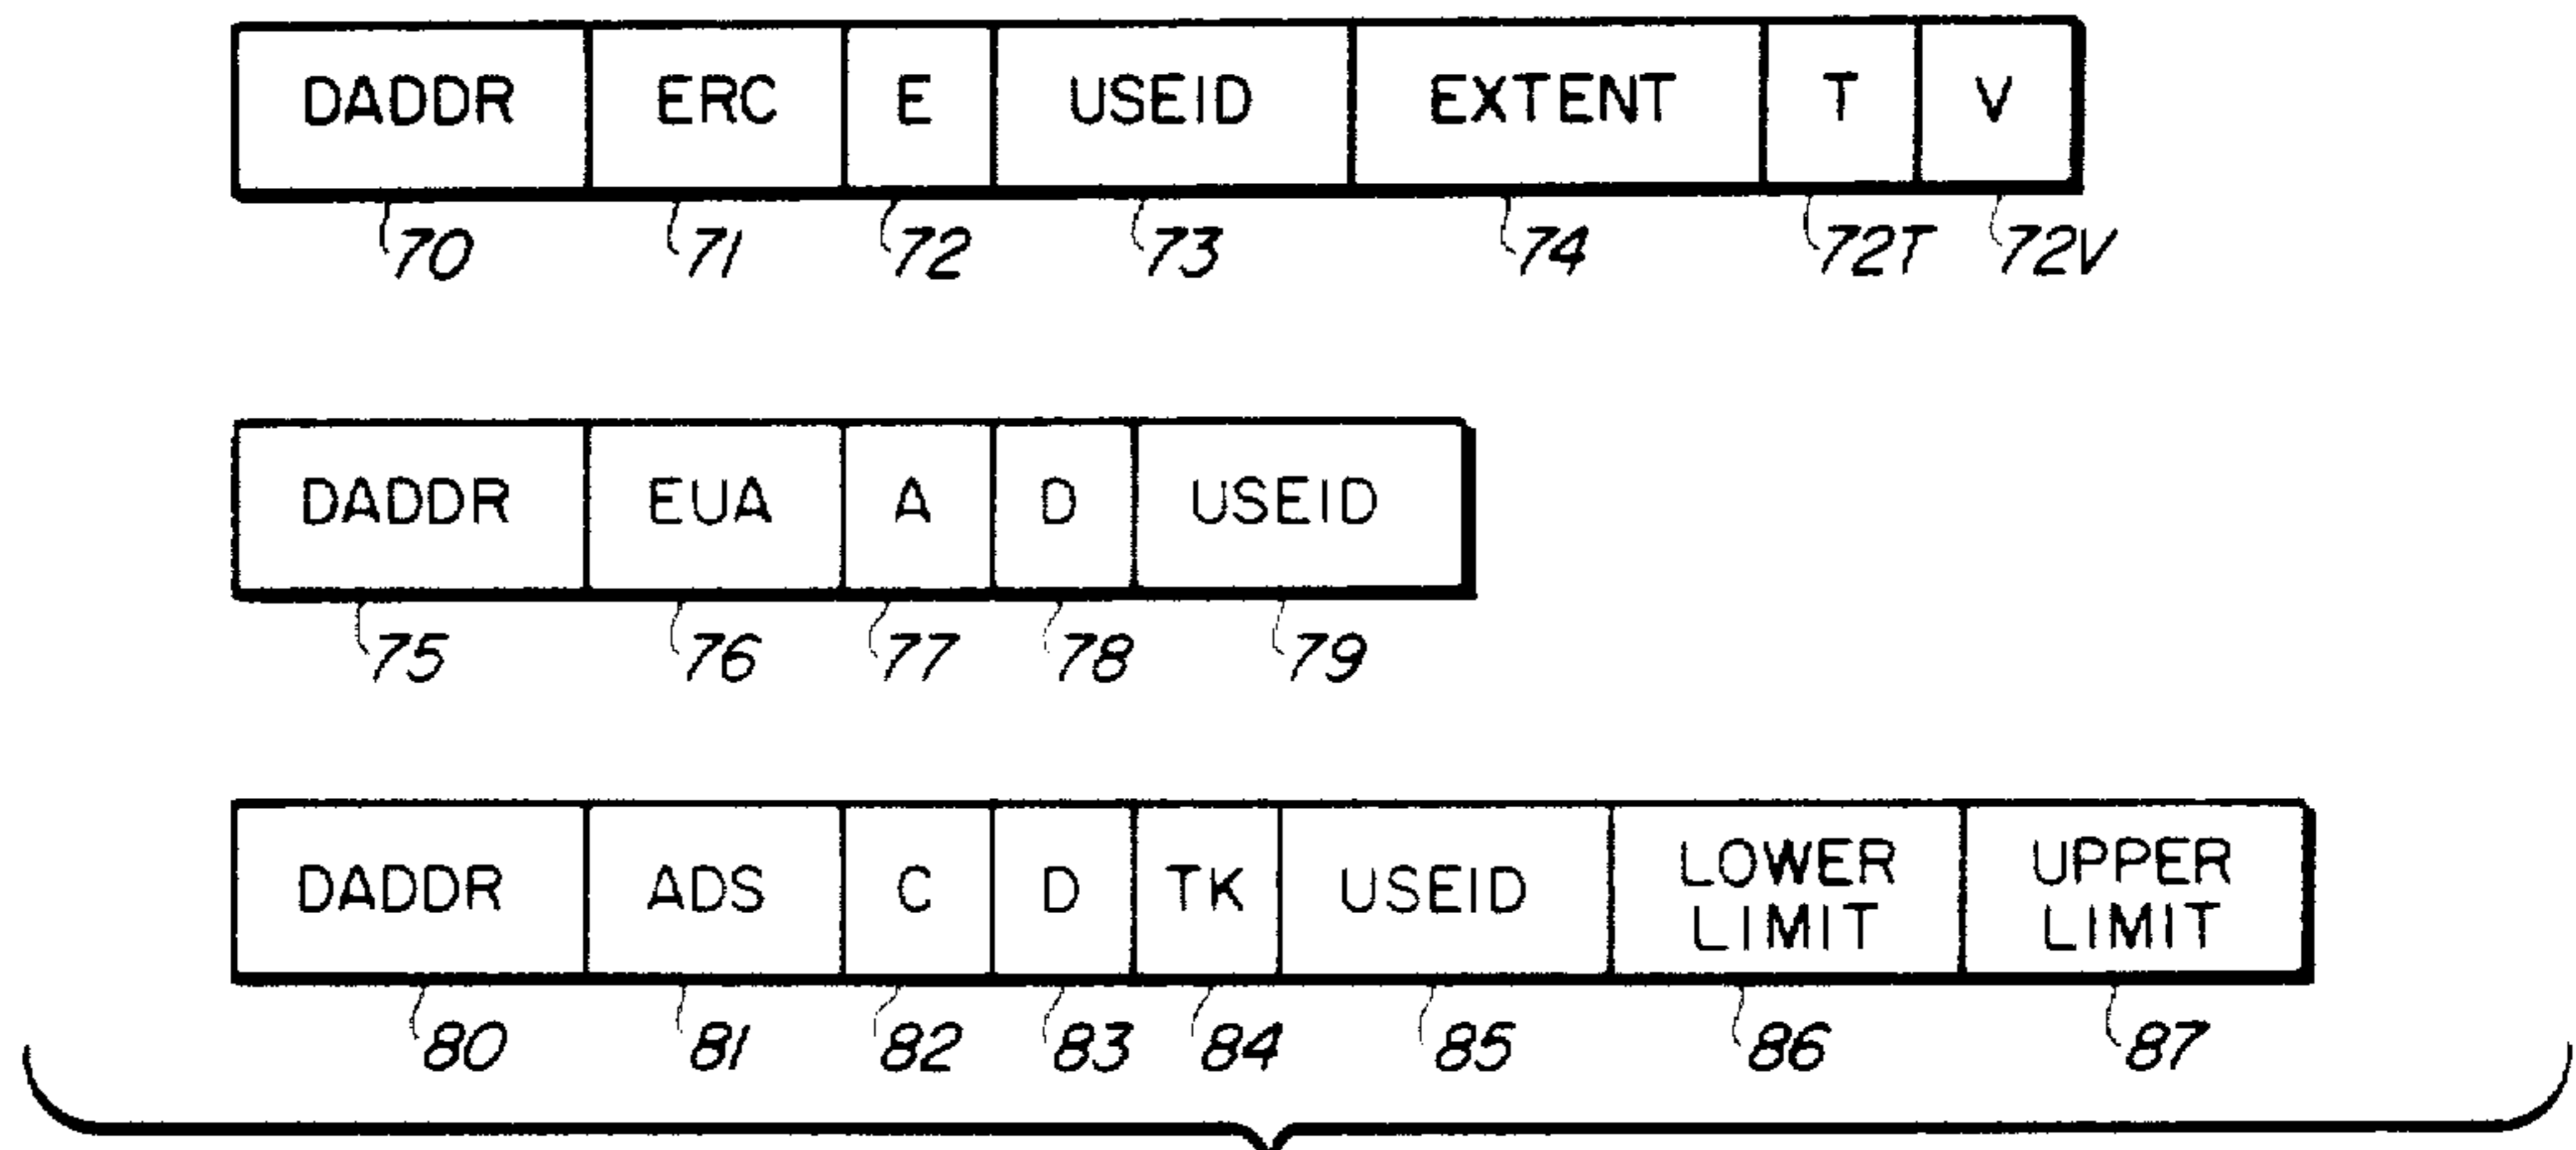 DADDR ERC E USEID EXTENT T V
70 71 72 73 74 72T 72V
DADDR EUA A D USEID
75 76 77 78 79
DADDR ADS C D TK USEID LOWER LIMIT UPPER LIMIT
80 81 82 83 84 85 86 87